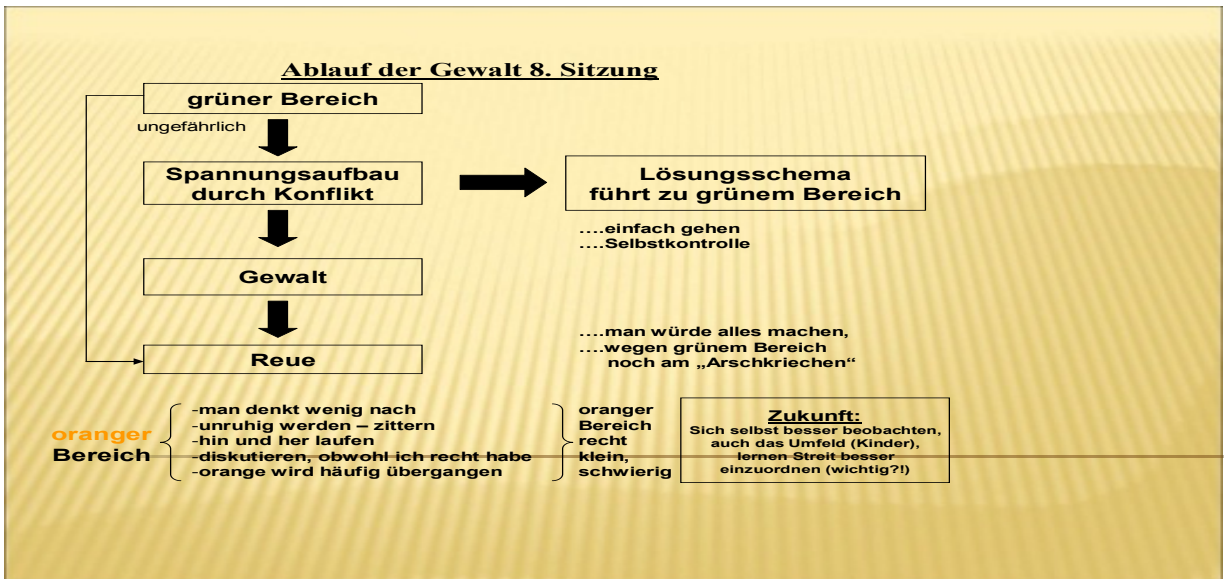 Ablauf der Gewalt 8. Sitzung
grüner Bereich
ungefährlich
Spannungsaufbau
durch Konflikt
Lösungsschema
führt zu grünem Bereich
....einfach gehen
....Selbstkontrolle
Gewalt
....man würde alles machen,
....wegen grünem Bereich
noch am „Arschkriechen“
Reue
oranger
Bereich
-man denkt wenig nach
-unruhig werden – zittern
-hin und her laufen
-diskutieren, obwohl ich recht habe
-orange wird häufig übergangen
oranger
Bereich
recht
klein,
schwierig
Zukunft:
Sich selbst besser beobachten,
auch das Umfeld (Kinder),
lernen Streit besser
einzuordnen (wichtig?!)